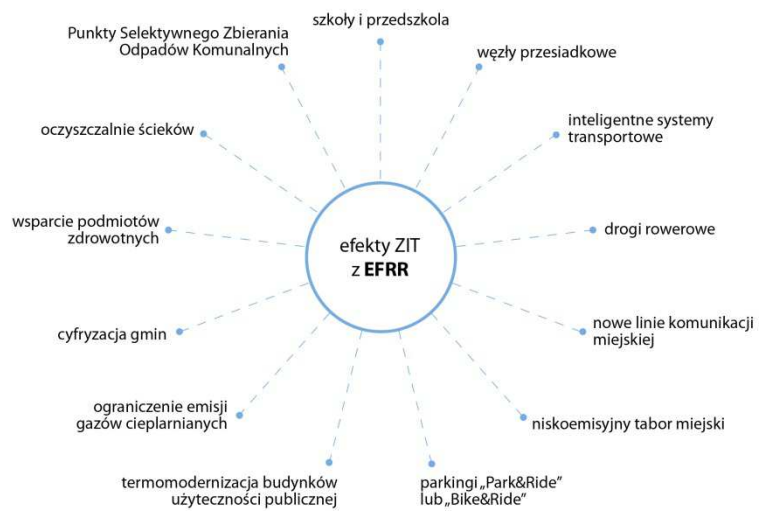 szkoły i przedszkola
Punkty Selektywnego Zbierania
Odpadów Komunalnych
węzły przesiadkowe
oczyszczalnie ścieków
inteligentne systemy
transportowe
wsparcie podmiotów
zdrowotnych
efekty ZIT
z EFRR
drogi rowerowe
cyfryzacja gmin
nowe linie komunikacji
miejskiej
ograniczenie emisji
gazów cieplarnianych
niskoemisyjny tabor miejski
termomodernizacja budynków
użyteczności publicznej
parkingi „Park&Ride”
lub „Bike&Ride”